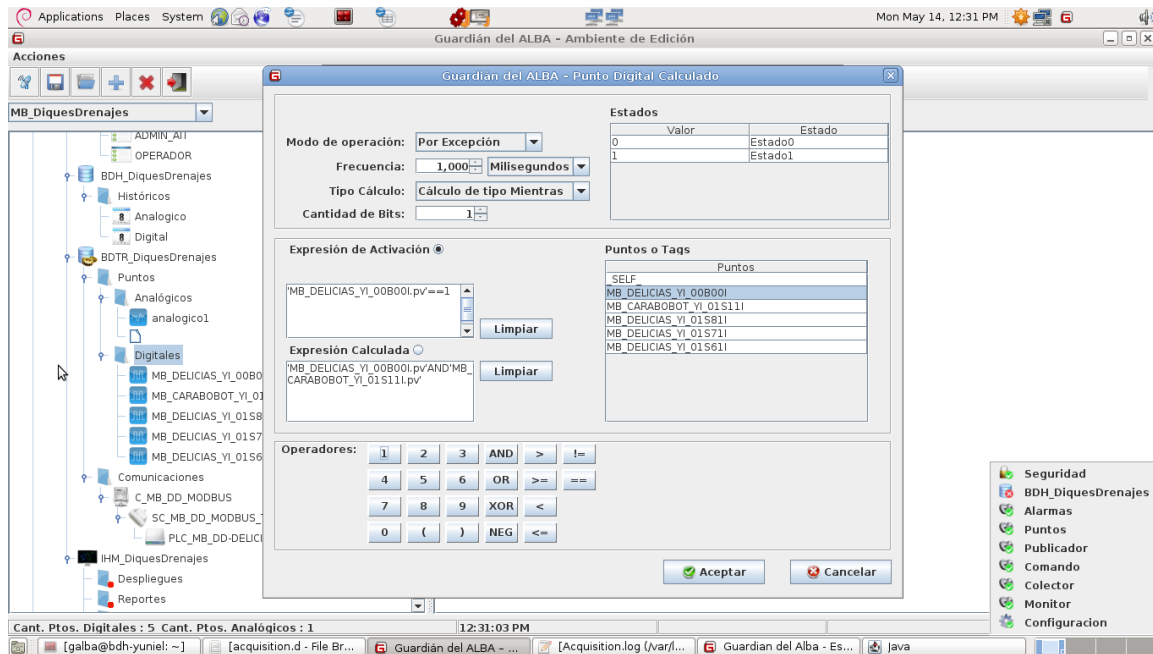 Applications Places System Mon May 14, 12:31 PM
Guardián del ALBA - Ambiente de Edición
Acciones
Guardián del ALBA - Punto Digital Calculado
MB_DiquesDrenajes
ADMIN_AIT
OPERADOR
BDH_DiquesDrenajes
Históricos
Analogico
Digital
BDTR_DiquesDrenajes
Puntos
Analógicos
analogico1
Digitales
MB_DELICIAS_YI_00B0
MB_CARABOBOT_YI_01
MB_DELICIAS_YI_01S8
MB_DELICIAS_YI_01S7
MB_DELICIAS_YI_01S6
Comunicaciones
C_MB_DD_MODBUS
SC_MB_DD_MODBUS_T
PLC_MB_DD-DELICI
IHM_DiquesDrenajes
Despliegues
Reportes
Modo de operación: Por Excepción
Frecuencia: 1,000 Milisegundos
Tipo Cálculo: Cálculo de tipo Mientras
Cantidad de Bits: 1
Estados
Valor Estado
0 Estado0
1 Estado1
Expresión de Activación
'MB_DELICIAS_YI_00B00I.pv'==1
Limpiar
Expresión Calculada
'MB_DELICIAS_YI_00B00I.pv'AND'MB_
CARABOBOT_YI_01S11I.pv'
Limpiar
Puntos o Tags
Puntos
_SELF_
MB_DELICIAS_YI_00B00I
MB_CARABOBOT_YI_01S11I
MB_DELICIAS_YI_01S81I
MB_DELICIAS_YI_01S71I
MB_DELICIAS_YI_01S61I
Operadores: 1 2 3 AND > !=
4 5 6 OR >= ==
7 8 9 XOR <
0 ( ) NEG <=
Aceptar Cancelar
Seguridad
BDH_DiquesDrenajes
Alarmas
Puntos
Publicador
Comando
Colector
Monitor
Configuracion
Cant. Ptos. Digitales : 5 Cant. Ptos. Analógicos : 1 12:31:03 PM
[galba@bdh-yuniel: ~] [acquisition.d - File Br... Guardián del ALBA - ... [Acquisition.log (/var/l... Guardian del Alba - Es... Java